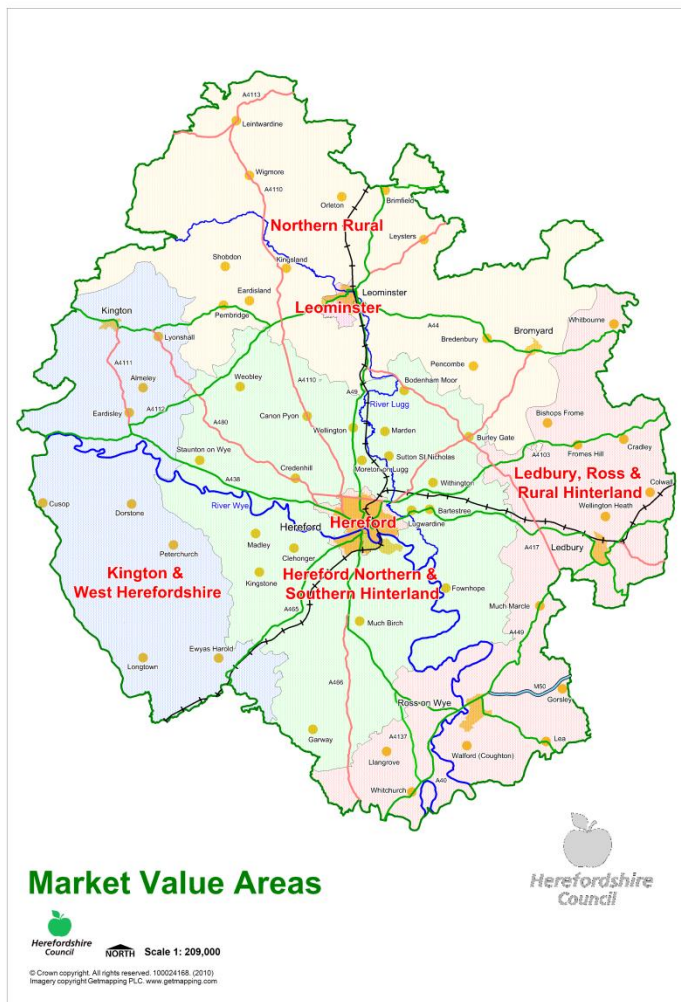 A4113
Leintwardine
Wigmore
A4110
Orleton
Brimfield
Northern Rural
Leysters
Shobdon
Kingsland
Eardisland
Leominster
Leominster
Kington
Pembridge
Lyonshall
A44
Bredenbury
Bromyard
Whitbourne
A4111
Almeley
Weobley
A4110
A49
Pencombe
Bodenham Moor
River Lugg
Eardisley
A4112
Canon Pyon
A480
Wellington
Marden
Burley Gate
Bishops Frome
Cradley
A4103
Fromes Hill
Staunton on Wye
Sutton St Nicholas
Moreton on Lugg
Credenhill
A438
Withington
Ledbury, Ross &
Rural Hinterland
Colwall
Cusop
Dorstone
River Wye
Hereford
Hereford
Bartestree
Lugwardine
Wellington Heath
Madley
Clehonger
Peterchurch
A417
Ledbury
Kington &
West Herefordshire
Kingstone
Hereford Northern &
Southern Hinterland
Fownhope
A465
Much Birch
Much Marcle
A449
Longtown
Ewyas Harold
A466
M50
Gorsley
Ross-on Wye
Garway
A4137
Llangrove
Walford (Coughton)
Lea
Whitchurch
A40
Market Value Areas
Herefordshire
Council
Herefordshire
Council
NORTH
Scale 1: 209,000
© Crown copyright. All rights reserved. 100024168. (2010)
Imagery copyright Getmapping PLC. www.getmapping.com